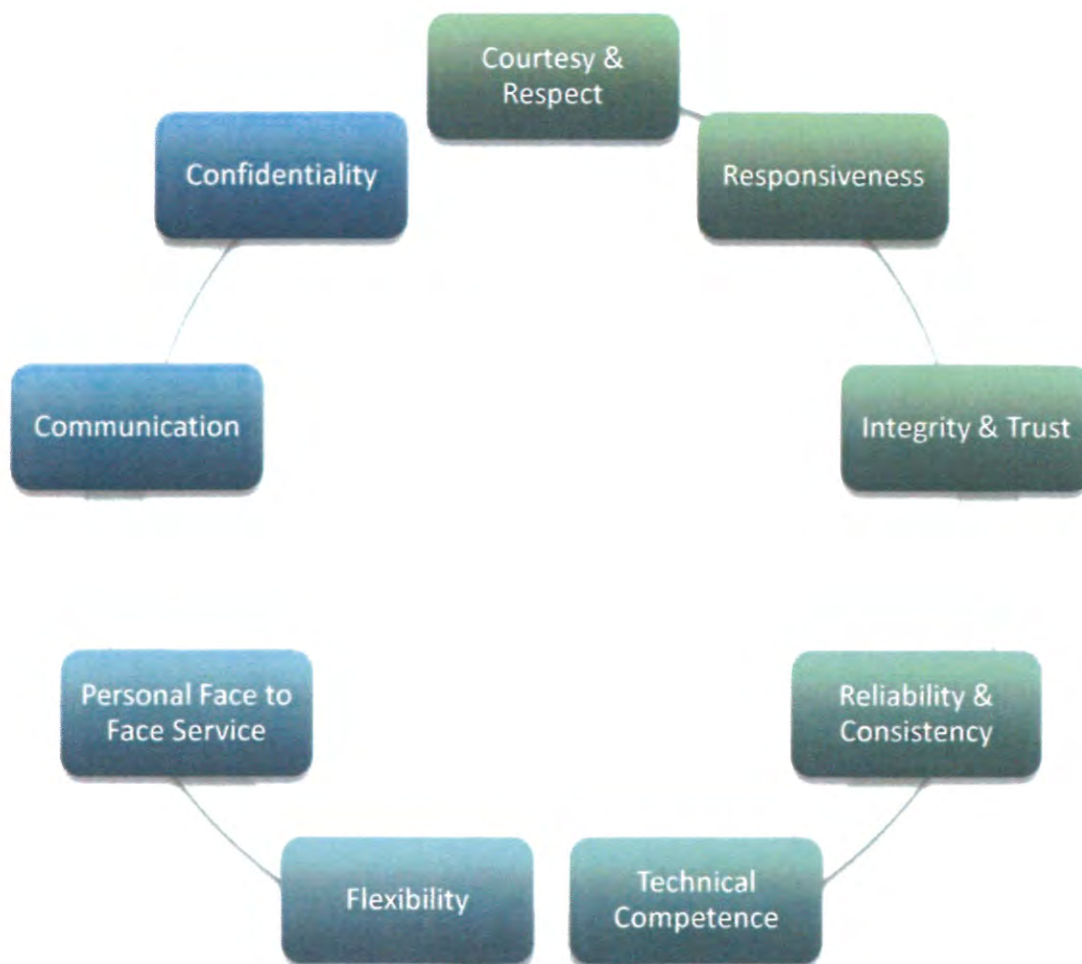 Courtesy &
Respect
Responsiveness
Integrity & Trust
Reliability &
Consistency
Technical
Competence
Flexibility
Personal Face to
Face Service
Communication
Confidentiality